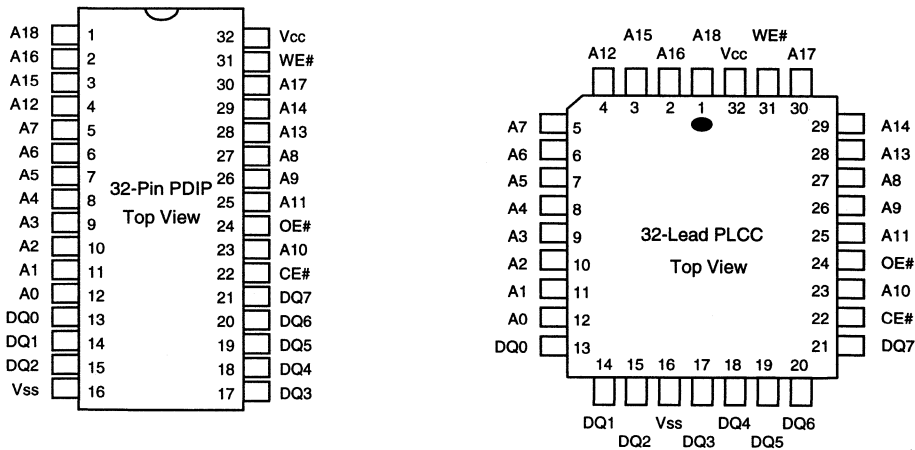 A18 1 32 Vcc
A16 2 31 WE#
A15 3 30 A17
A12 4 29 A14
A7 5 28 A13
A6 6 27 A8
A5 7 26 A9
A4 8 25 A11
A3 9 24 OE#
A2 10 23 A10
A1 11 22 CE#
A0 12 21 DQ7
DQ0 13 20 DQ6
DQ1 14 19 DQ5
DQ2 15 18 DQ4
Vss 16 17 DQ3
32-Pin PDIP
Top View
A15 A18 WE#
A12 A16 Vcc A17
4 3 2 1 32 31 30
A7 5 29 A14
A6 6 28 A13
A5 7 27 A8
A4 8 26 A9
A3 9 25 A11
A2 10 24 OE#
A1 11 23 A10
A0 12 22 CE#
DQ0 13 21 DQ7
32-Lead PLCC
Top View
14 15 16 17 18 19 20
DQ1 Vss DQ4 DQ6
DQ2 DQ3 DQ5